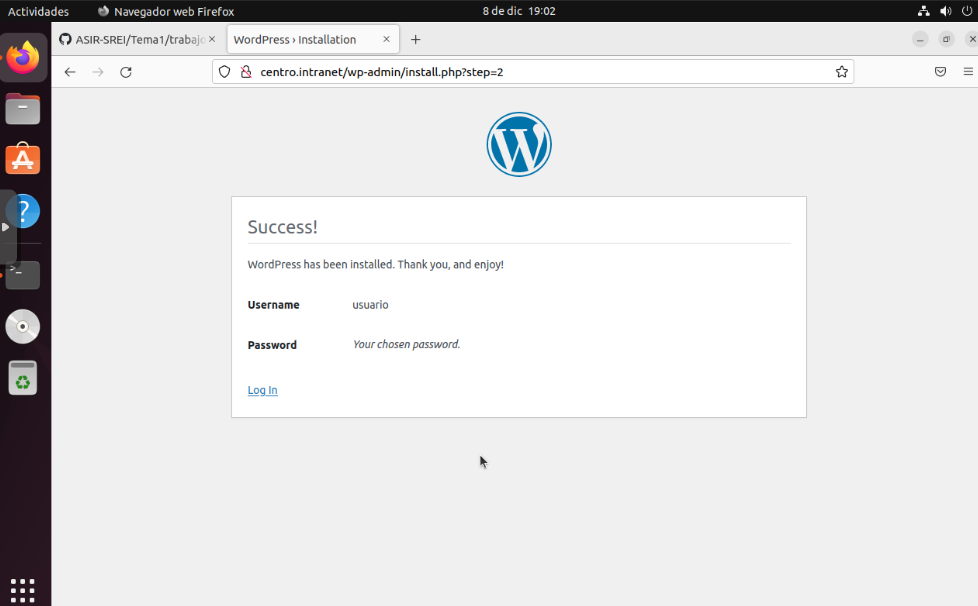 Actividades Navegador web Firefox 8 de dic 19:02
ASIR-SREI/Tema1/trabajo WordPress › Installation
centro.intranet/wp-admin/install.php?step=2
Success!
WordPress has been installed. Thank you, and enjoy!
Username usuario
Password Your chosen password.
Log In